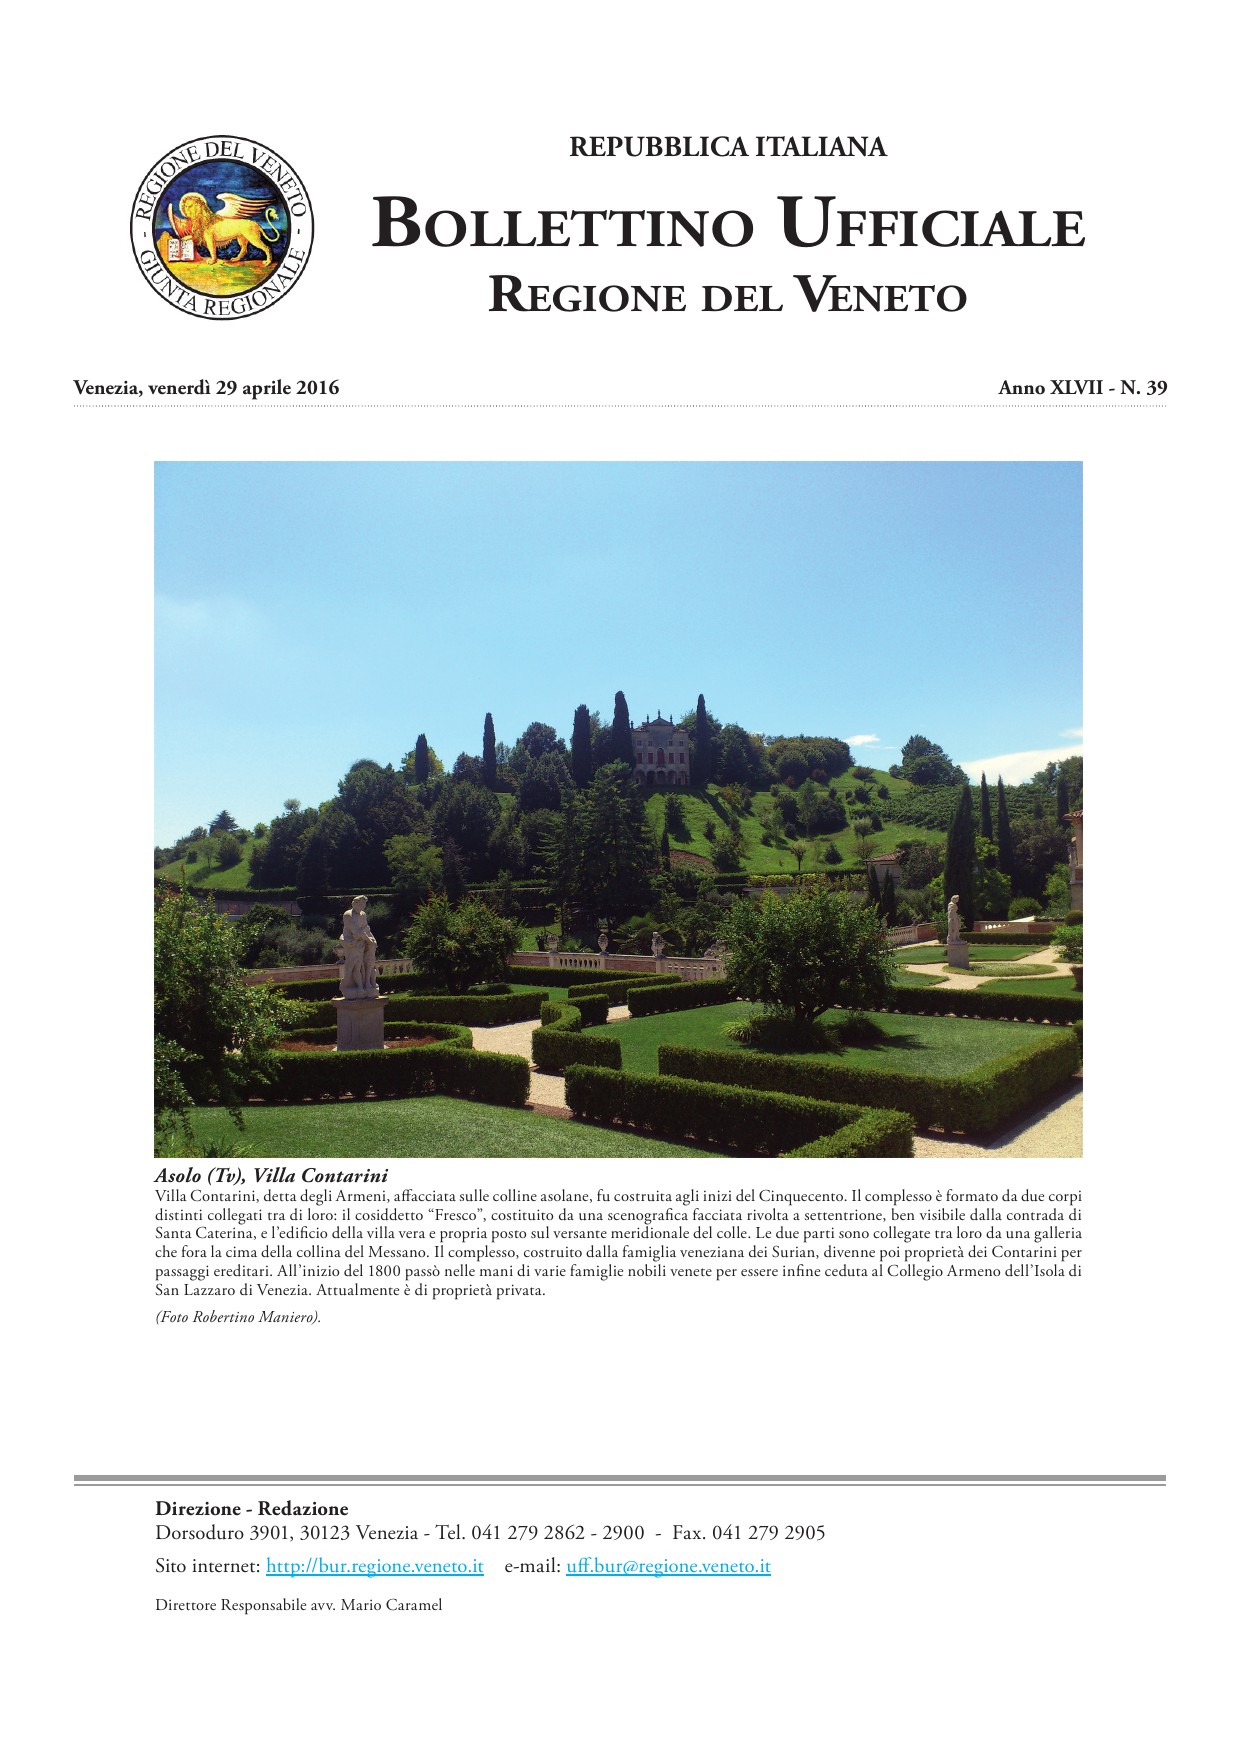 REGIONE DEL VENETO
- GIUNTA REGIONALE -
REPUBBLICA ITALIANA
BOLLETTINO UFFICIALE
REGIONE DEL VENETO
Venezia, venerdì 29 aprile 2016 Anno XLVII - N. 39
Asolo (Tv), Villa Contarini
Villa Contarini, detta degli Armeni, affacciata sulle colline asolane, fu costruita agli inizi del Cinquecento. Il complesso è formato da due corpi
distinti collegati tra di loro: il cosiddetto “Fresco”, costituito da una scenografica facciata rivolta a settentrione, ben visibile dalla contrada di
Santa Caterina, e l’edificio della villa vera e propria posto sul versante meridionale del colle. Le due parti sono collegate tra loro da una galleria
che fora la cima della collina del Messano. Il complesso, costruito dalla famiglia veneziana dei Surian, divenne poi proprietà dei Contarini per
passaggi ereditari. All’inizio del 1800 passò nelle mani di varie famiglie nobili venete per essere infine ceduta al Collegio Armeno dell’Isola di
San Lazzaro di Venezia. Attualmente è di proprietà privata.
(Foto Robertino Maniero).
Direzione - Redazione
Dorsoduro 3901, 30123 Venezia - Tel. 041 279 2862 - 2900 - Fax. 041 279 2905
Sito internet: http://bur.regione.veneto.it e-mail: uff.bur@regione.veneto.it
Direttore Responsabile avv. Mario Caramel